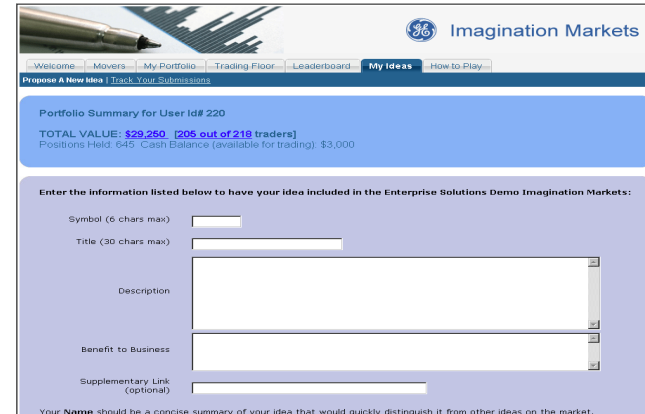 GE Imagination Markets
Welcome Movers My Portfolio Trading Floor Leaderboard My Ideas How to Play
Propose A New Idea | Track Your Submissions
Portfolio Summary for User Id# 220
TOTAL VALUE: $29,250 [205 out of 218 traders]
Positions Held: 645 Cash Balance (available for trading): $3,000
Enter the information listed below to have your idea included in the Enterprise Solutions Demo Imagination Markets:
Symbol (6 chars max)
Title (30 chars max)
Description
Benefit to Business
Supplementary Link
(optional)
Your Name should be a concise summary of your idea that would quickly distinguish it from other ideas on the market.